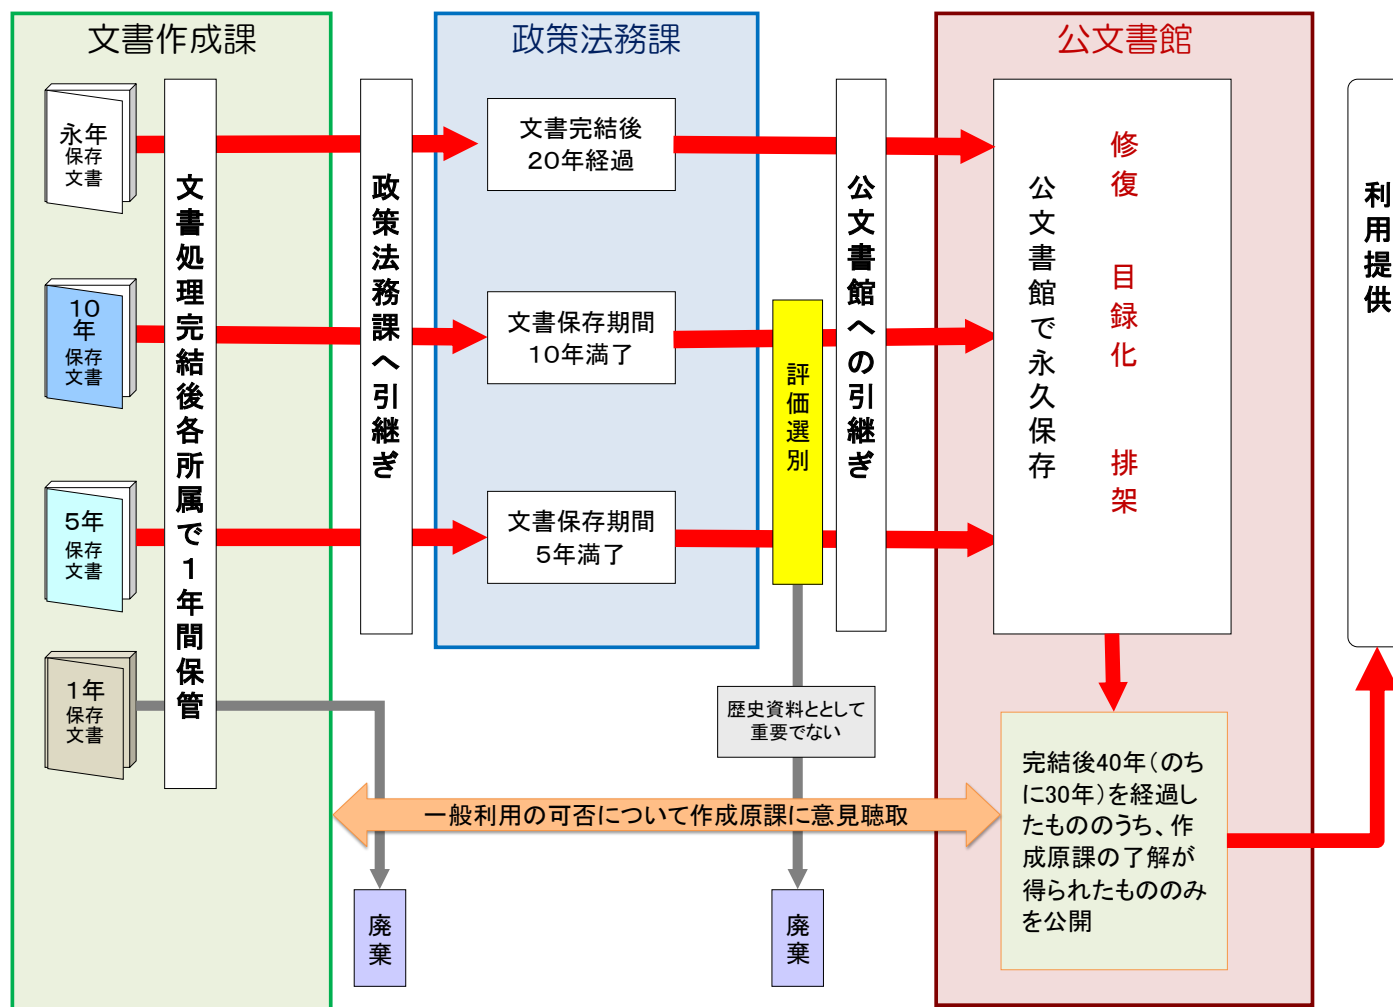 文書作成課
政策法務課
公文書館
永年
保存
文書
10
年
保存
文書
5年
保存
文書
1年
保存
文書
文書処理完結後各所属で1年間保管
政策法務課へ引継ぎ
文書完結後
20年経過
文書保存期間
10年満了
文書保存期間
5年満了
評価選別
公文書館への引継ぎ
公文書館で永久保存
修復 目録化 排架
利用提供
歴史資料ととして
重要でない
一般利用の可否について作成原課に意見聴取
完結後40年（のち
に30年）を経過し
たもののうち、作
成原課の了解が
得られたもののみ
を公開
廃棄
廃棄